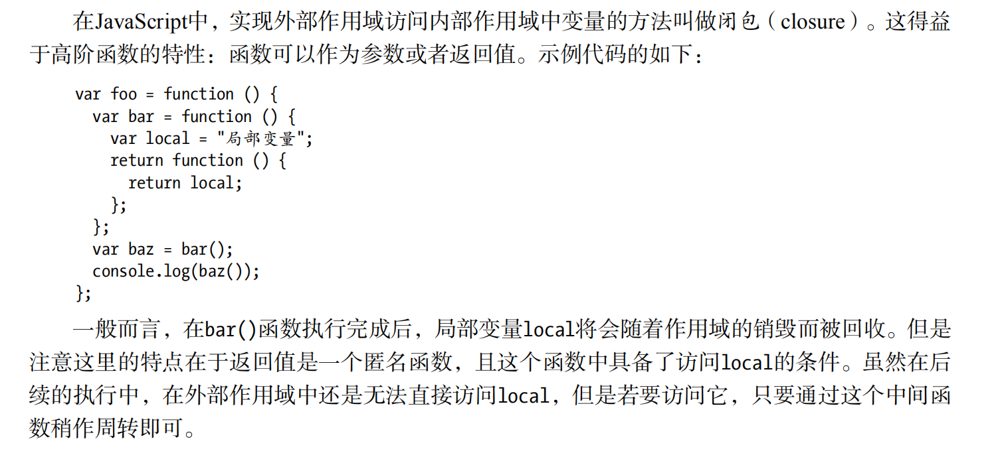 在JavaScript中，实现外部作用域访问内部作用域中变量的方法叫做闭包（closure）。这得益
于高阶函数的特性：函数可以作为参数或者返回值。示例代码的如下：
var foo = function () {
  var bar = function () {
    var local = "局部变量";
    return function () {
      return local;
    };
  };
  var baz = bar();
  console.log(baz());
};
一般而言，在bar()函数执行完成后，局部变量local将会随着作用域的销毁而被回收。但是
注意这里的特点在于返回值是一个匿名函数，且这个函数中具备了访问local的条件。虽然在后
续的执行中，在外部作用域中还是无法直接访问local，但是若要访问它，只要通过这个中间函
数稍作周转即可。